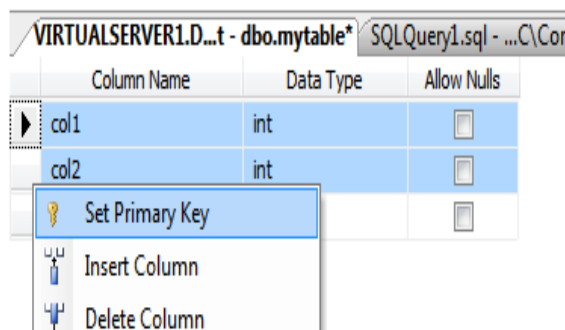 VIRTUALSERVER1.D...t - dbo.mytable* SQLQuery1.sql - ...C\Cor
Column Name Data Type Allow Nulls
col1 int
col2 int
Set Primary Key
Insert Column
Delete Column